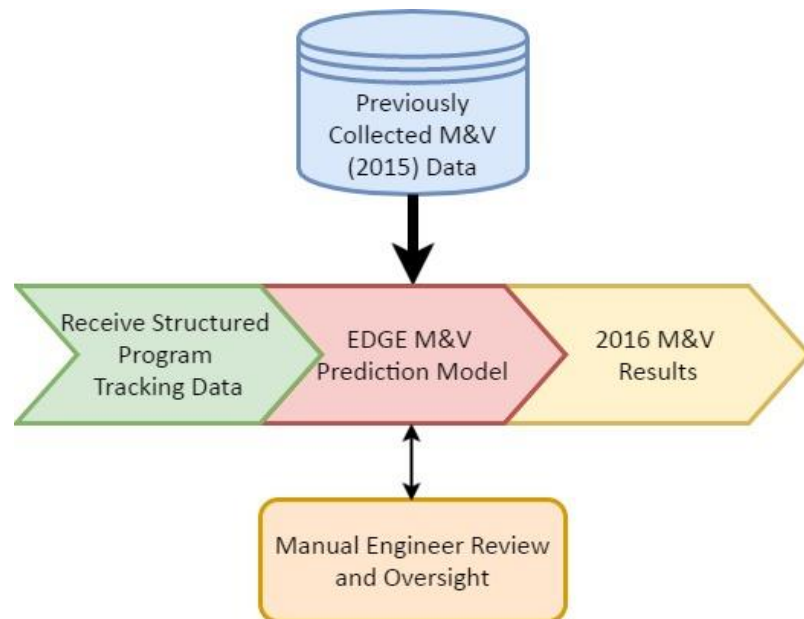 Previously
Collected M&V
(2015) Data
Receive Structured
Program
Tracking Data
EDGE M&V
Prediction Model
2016 M&V
Results
Manual Engineer Review
and Oversight